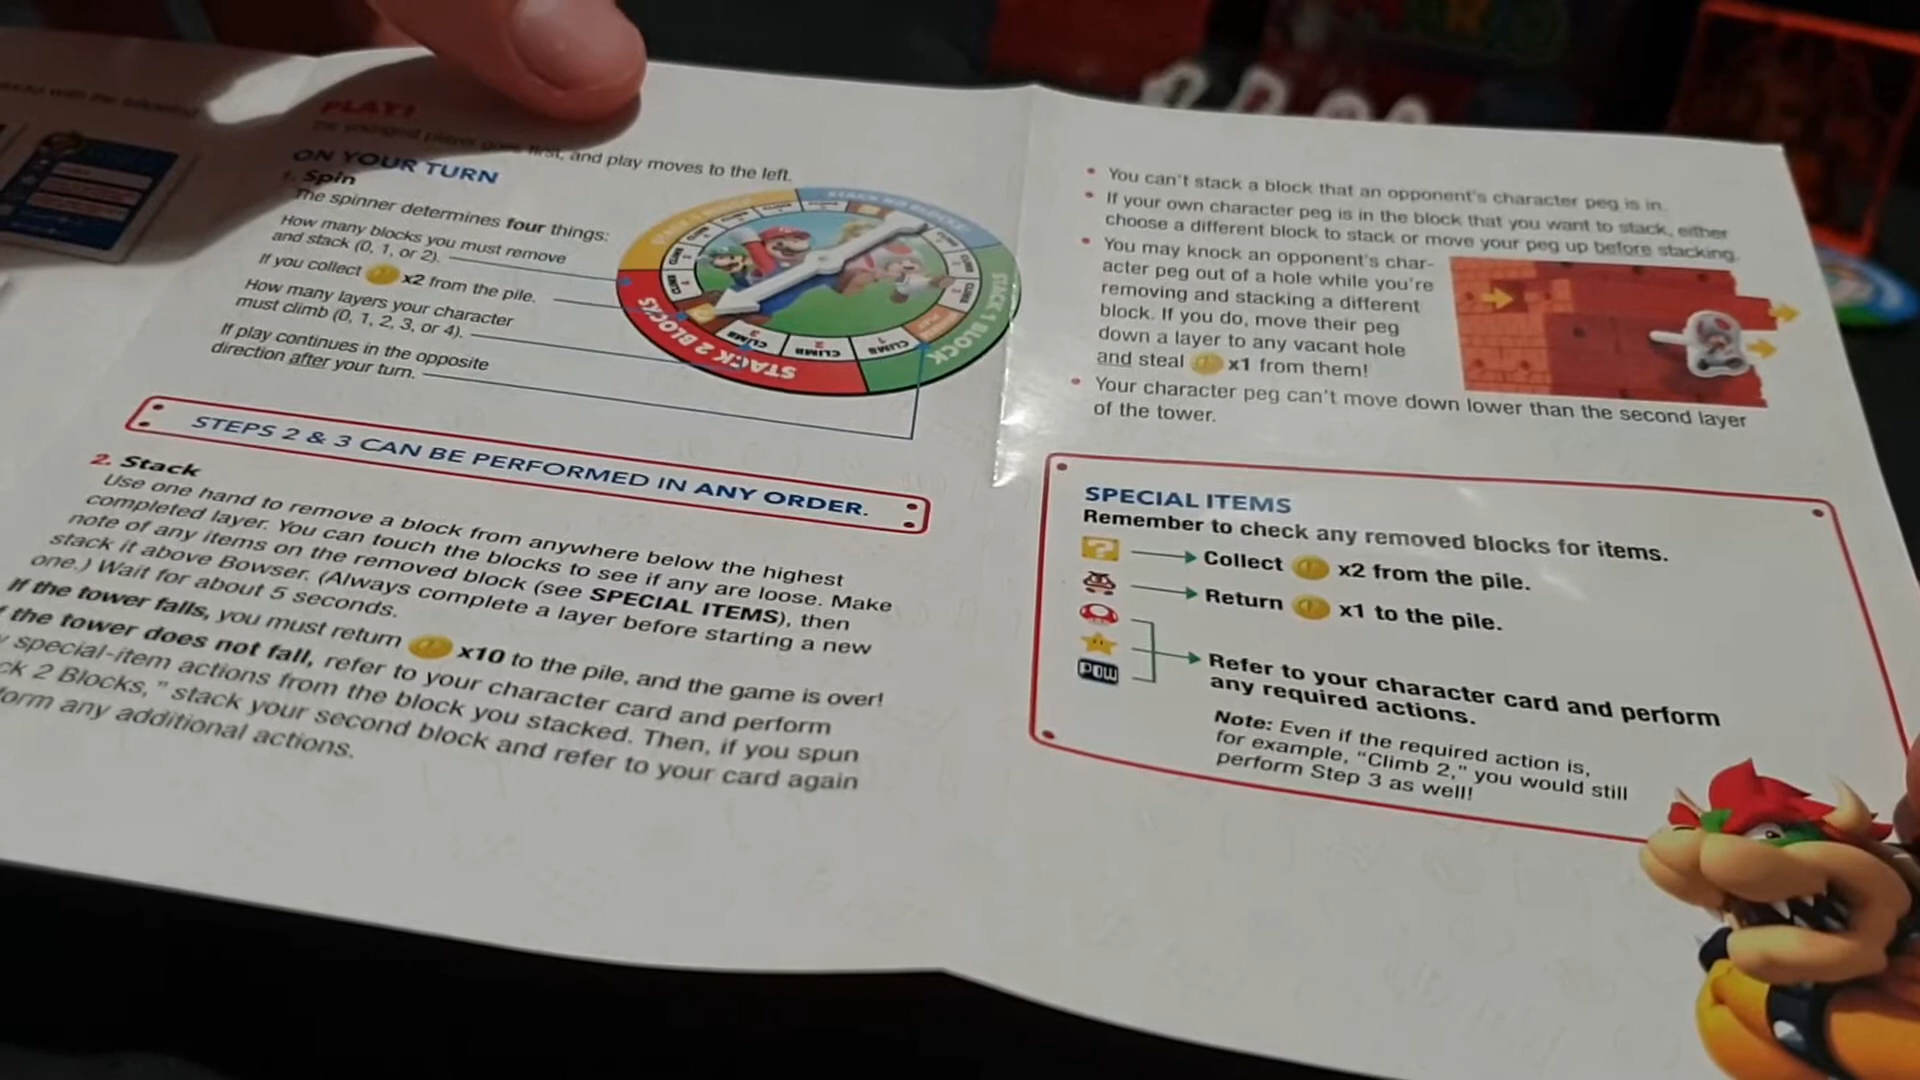 PLAY!
the youngest player goes first, and play moves to the left.
ON YOUR TURN
1. Spin
The spinner determines four things:
How many blocks you must remove
and stack (0, 1, or 2).
If you collect x2 from the pile.
How many layers your character
must climb (0, 1, 2, 3, or 4).
If play continues in the opposite
direction after your turn.
STACK NO BLOCKS
STACK 1 BLOCK
STACK 2 BLOCKS
CLIMB 3
CLIMB 2
CLIMB 1
STEPS 2 & 3 CAN BE PERFORMED IN ANY ORDER.
2. Stack
Use one hand to remove a block from anywhere below the highest
completed layer. You can touch the blocks to see if any are loose. Make
note of any items on the removed block (see SPECIAL ITEMS), then
stack it above Bowser. (Always complete a layer before starting a new
one.) Wait for about 5 seconds.
If the tower falls, you must return x10 to the pile, and the game is over!
the tower does not fall, refer to your character card and perform
special-item actions from the block you stacked. Then, if you spun
2 Blocks," stack your second block and refer to your card again
any additional actions.
• You can't stack a block that an opponent's character peg is in.
• If your own character peg is in the block that you want to stack, either
choose a different block to stack or move your peg up before stacking.
• You may knock an opponent's char-
acter peg out of a hole while you're
removing and stacking a different
block. If you do, move their peg
down a layer to any vacant hole
and steal x1 from them!
• Your character peg can't move down lower than the second layer
of the tower.
SPECIAL ITEMS
Remember to check any removed blocks for items.
? Collect x2 from the pile.
Return x1 to the pile.
POW
Refer to your character card and perform
any required actions.
Note: Even if the required action is,
for example, "Climb 2," you would still
perform Step 3 as well!